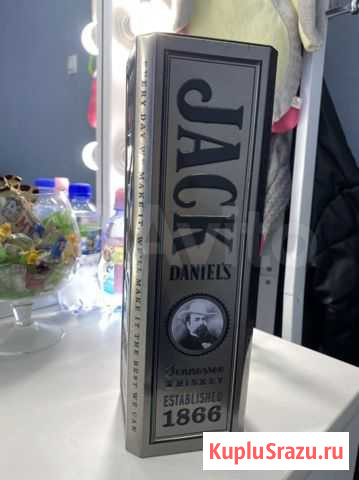 EVERY DAY WE MAKE IT, WE'LL MAKE IT THE BEST WE CAN
JACK
DANIEL'S
Tennessee
WHISKEY
ESTABLISHED
1866
Avito
KupluSrazu.ru